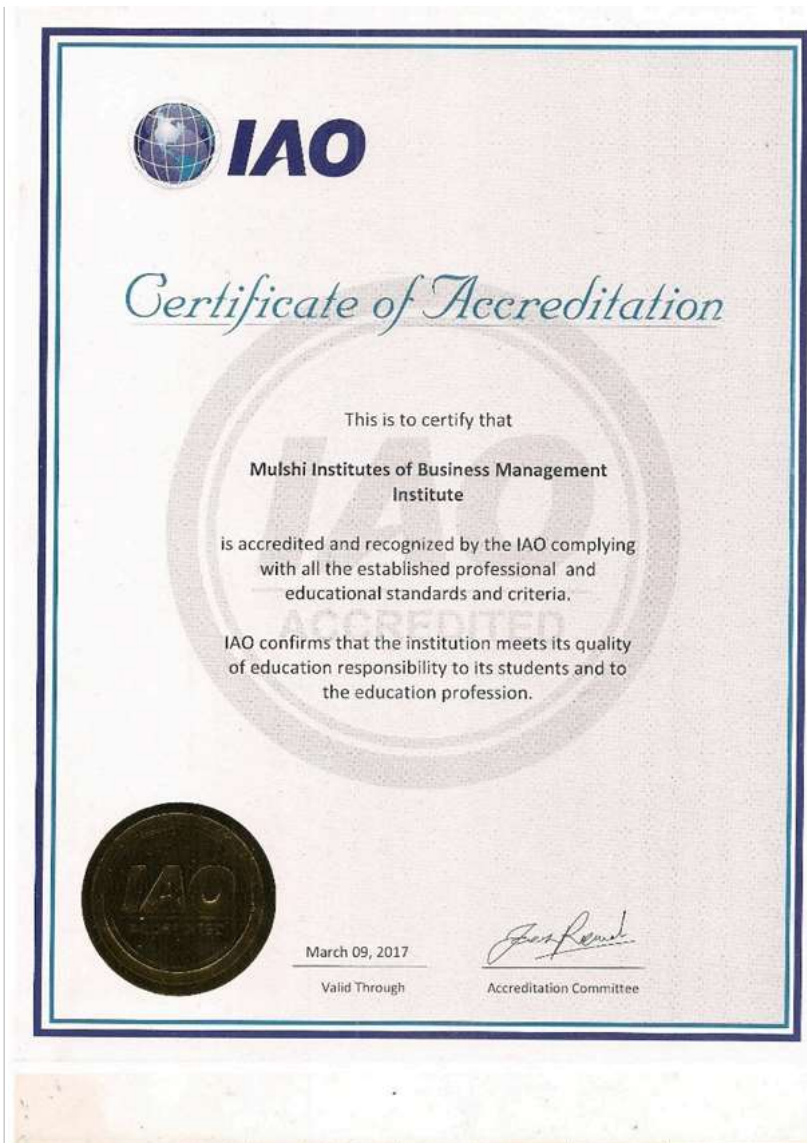 IAO
Certificate of Accreditation
This is to certify that
Mulshi Institutes of Business Management
Institute
is accredited and recognized by the IAO complying
with all the established professional and
educational standards and criteria.
IAO confirms that the institution meets its quality
of education responsibility to its students and to
the education profession.
IAO
ACCREDITED
IAO
March 09, 2017
Valid Through
Accreditation Committee